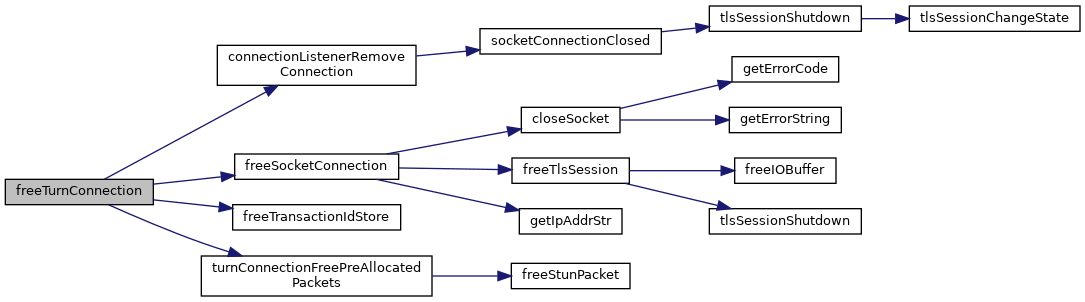 freeTurnConnection
connectionListenerRemove
Connection
socketConnectionClosed
tlsSessionShutdown
tlsSessionChangeState
freeSocketConnection
closeSocket
getErrorCode
getErrorString
freeTlsSession
freeIOBuffer
tlsSessionShutdown
getIpAddrStr
freeTransactionIdStore
turnConnectionFreePreAllocated
Packets
freeStunPacket